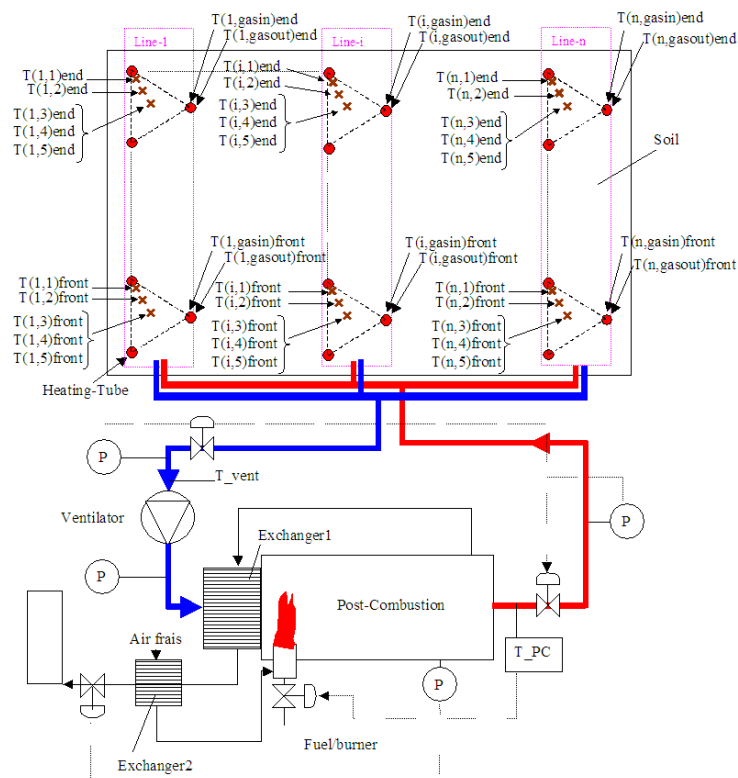 Line-1
T(1,gasin)end
T(1,gasout)end
Line-i
T(i,gasin)end
T(i,gasout)end
Line-n
T(n,gasin)end
T(n,gasout)end
T(1,1)end
T(i,2)end
T(1,3)end
T(1,4)end
T(1,5)end
T(i,1)end
T(i,2)end
T(i,3)end
T(i,4)end
T(i,5)end
T(n,1)end
T(n,2)end
T(n,3)end
T(n,4)end
T(n,5)end
Soil
T(1,gasin)front
T(1,gasout)front
T(i,gasin)front
T(i,gasout)front
T(n,gasin)front
T(n,gasout)front
T(1,1)front
T(1,2)front
T(1,3)front
T(1,4)front
T(1,5)front
T(i,1)front
T(i,2)front
T(i,3)front
T(i,4)front
T(i,5)front
T(n,1)front
T(n,2)front
T(n,3)front
T(n,4)front
T(n,5)front
Heating-Tube
P
T_vent
Ventilator
P
P
Exchanger1
Post-Combustion
Air frais
T_PC
P
Fuel/burner
Exchanger2